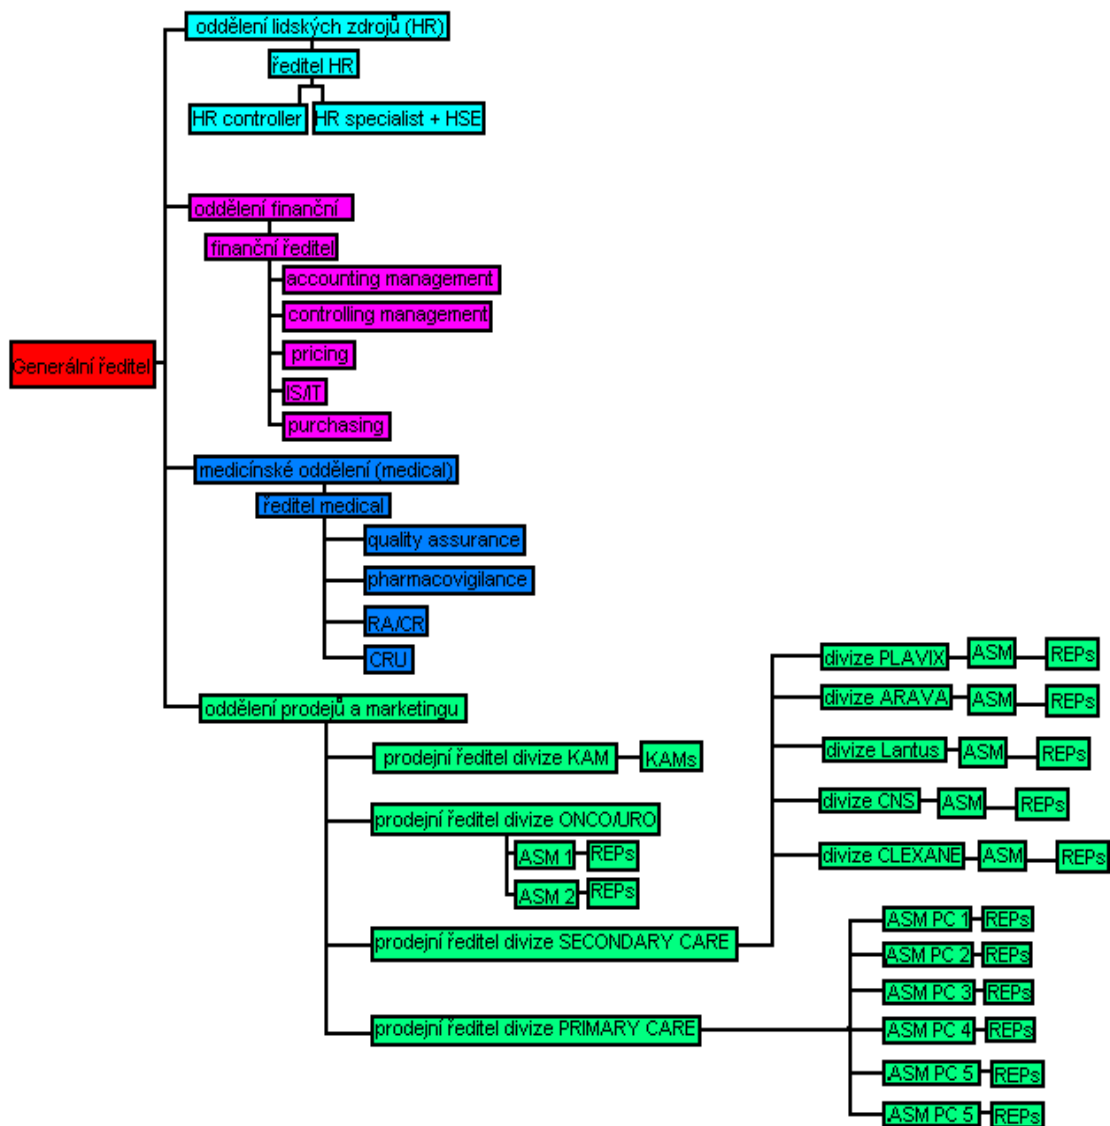 oddělení lidských zdrojů (HR)
ředitel HR
HR controller
HR specialist + HSE
oddělení finanční
finanční ředitel
accounting management
controlling management
pricing
IS/IT
purchasing
Generální ředitel
medicínské oddělení (medical)
ředitel medical
quality assurance
pharmacovigilance
RA/CR
CRU
oddělení prodejů a marketingu
prodejní ředitel divize KAM
KAMs
prodejní ředitel divize ONCO/URO
ASM 1
REPs
ASM 2
REPs
prodejní ředitel divize SECONDARY CARE
divize PLAVIX
ASM
REPs
divize ARAVA
ASM
REPs
divize Lantus
ASM
REPs
divize CNS
ASM
REPs
divize CLEXANE
ASM
REPs
prodejní ředitel divize PRIMARY CARE
ASM PC 1
REPs
ASM PC 2
REPs
ASM PC 3
REPs
ASM PC 4
REPs
ASM PC 5
REPs
ASM PC 5
REPs